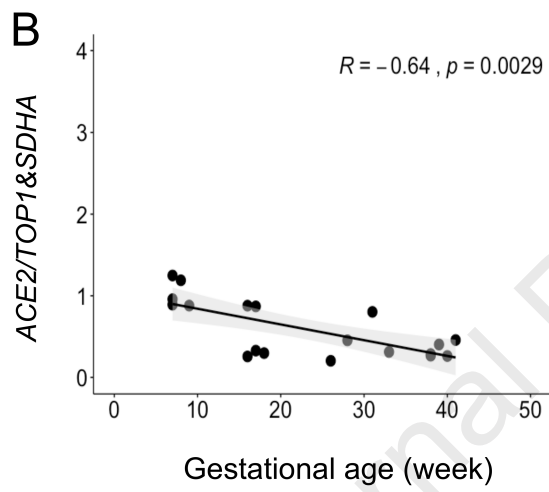 B
R = −0.64 , p = 0.0029
ACE2/TOP1&SDHA
4
3
2
1
0
0 10 20 30 40 50
Gestational age (week)